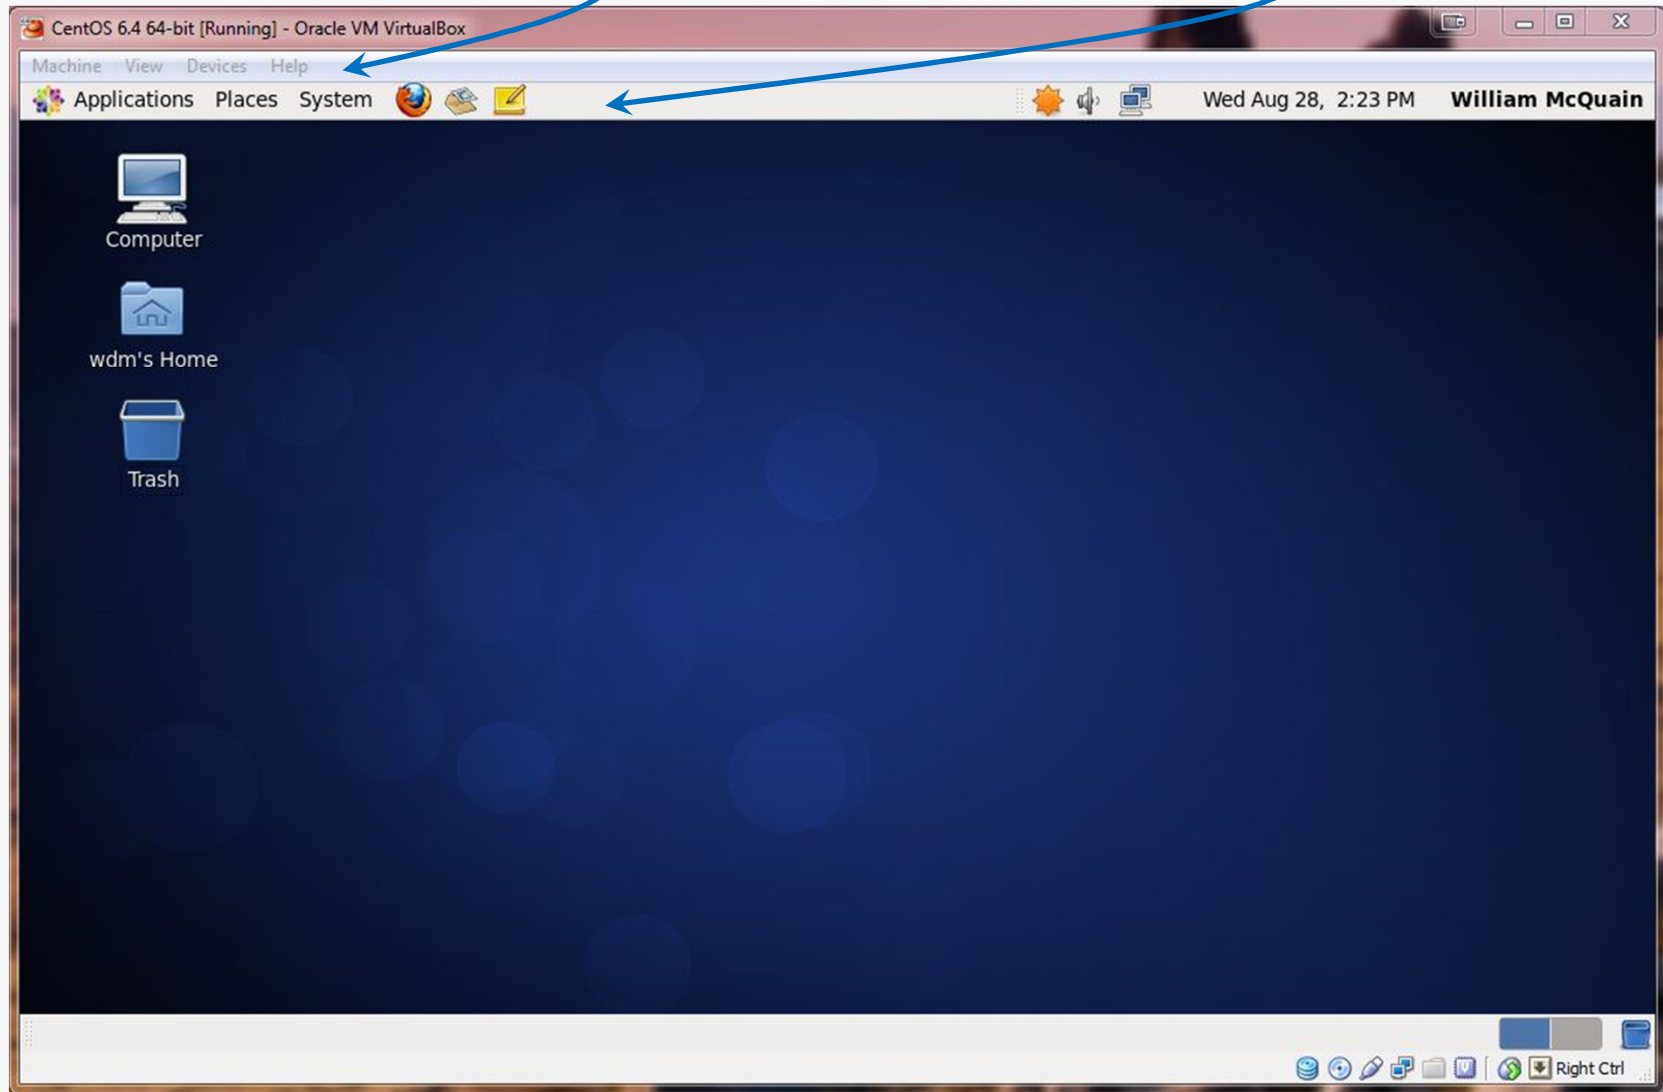 CentOS 6.4 64-bit [Running] - Oracle VM VirtualBox
Machine View Devices Help
Applications Places System Wed Aug 28, 2:23 PM William McQuain
Computer
wdm's Home
Trash
Right Ctrl